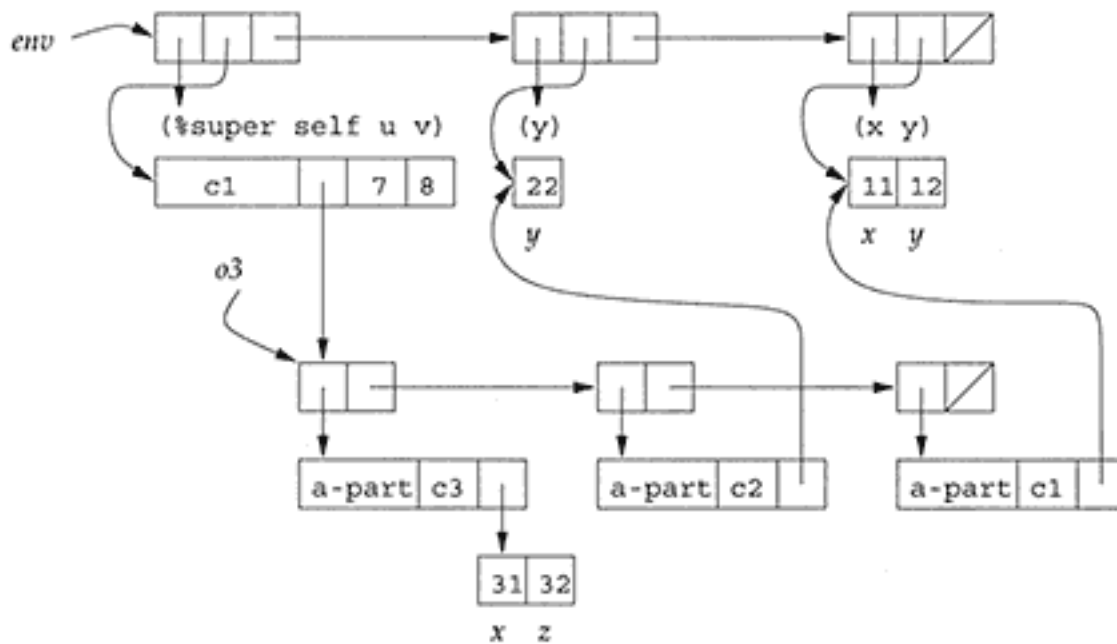 env
(%super self u v) (y) (x y)
c1 7 8 22 11 12
y x y
o3
a-part c3 a-part c2 a-part c1
31 32
x z